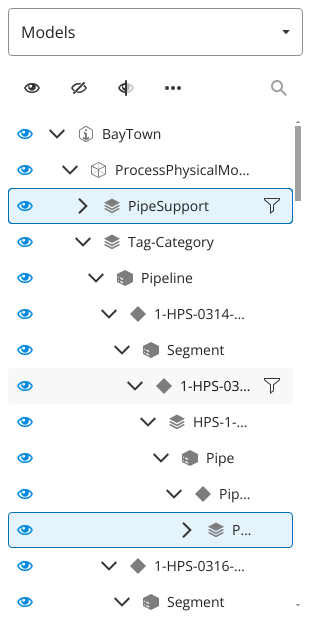 Models
BayTown
ProcessPhysicalMo...
PipeSupport
Tag-Category
Pipeline
1-HPS-0314-...
Segment
1-HPS-03...
HPS-1-...
Pipe
Pip...
P...
1-HPS-0316-...
Segment